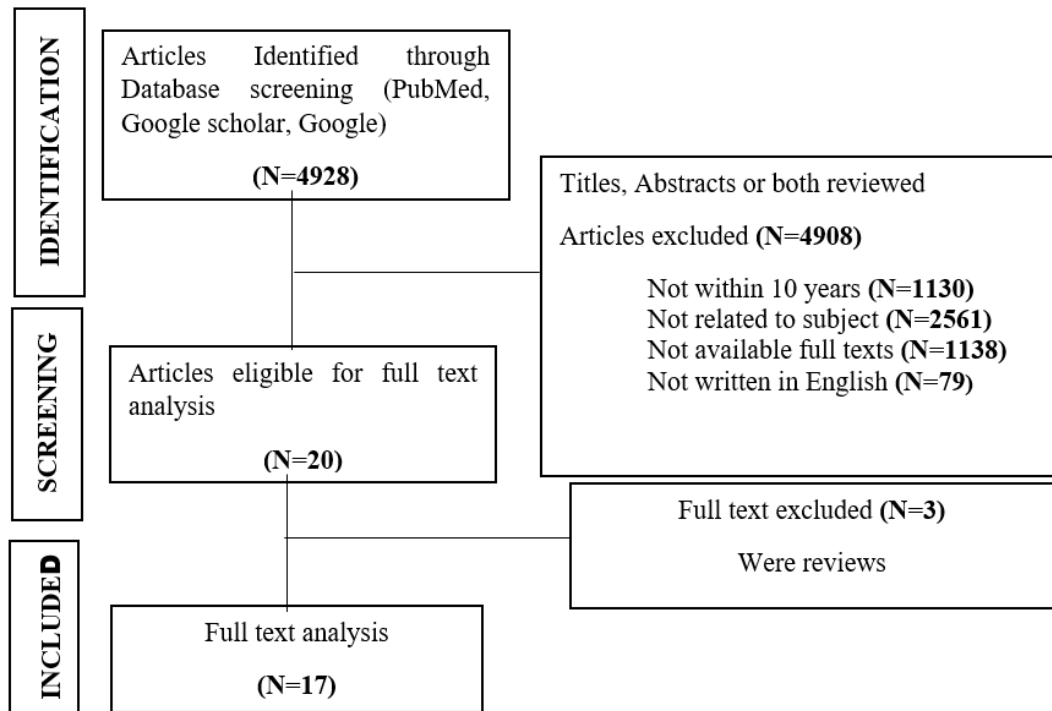 IDENTIFICATION
Articles Identified through
Database screening (PubMed,
Google scholar, Google)
(N=4928)
Titles, Abstracts or both reviewed
Articles excluded (N=4908)
Not within 10 years (N=1130)
Not related to subject (N=2561)
Not available full texts (N=1138)
Not written in English (N=79)
SCREENING
Articles eligible for full text
analysis
(N=20)
Full text excluded (N=3)
Were reviews
INCLUDED
Full text analysis
(N=17)